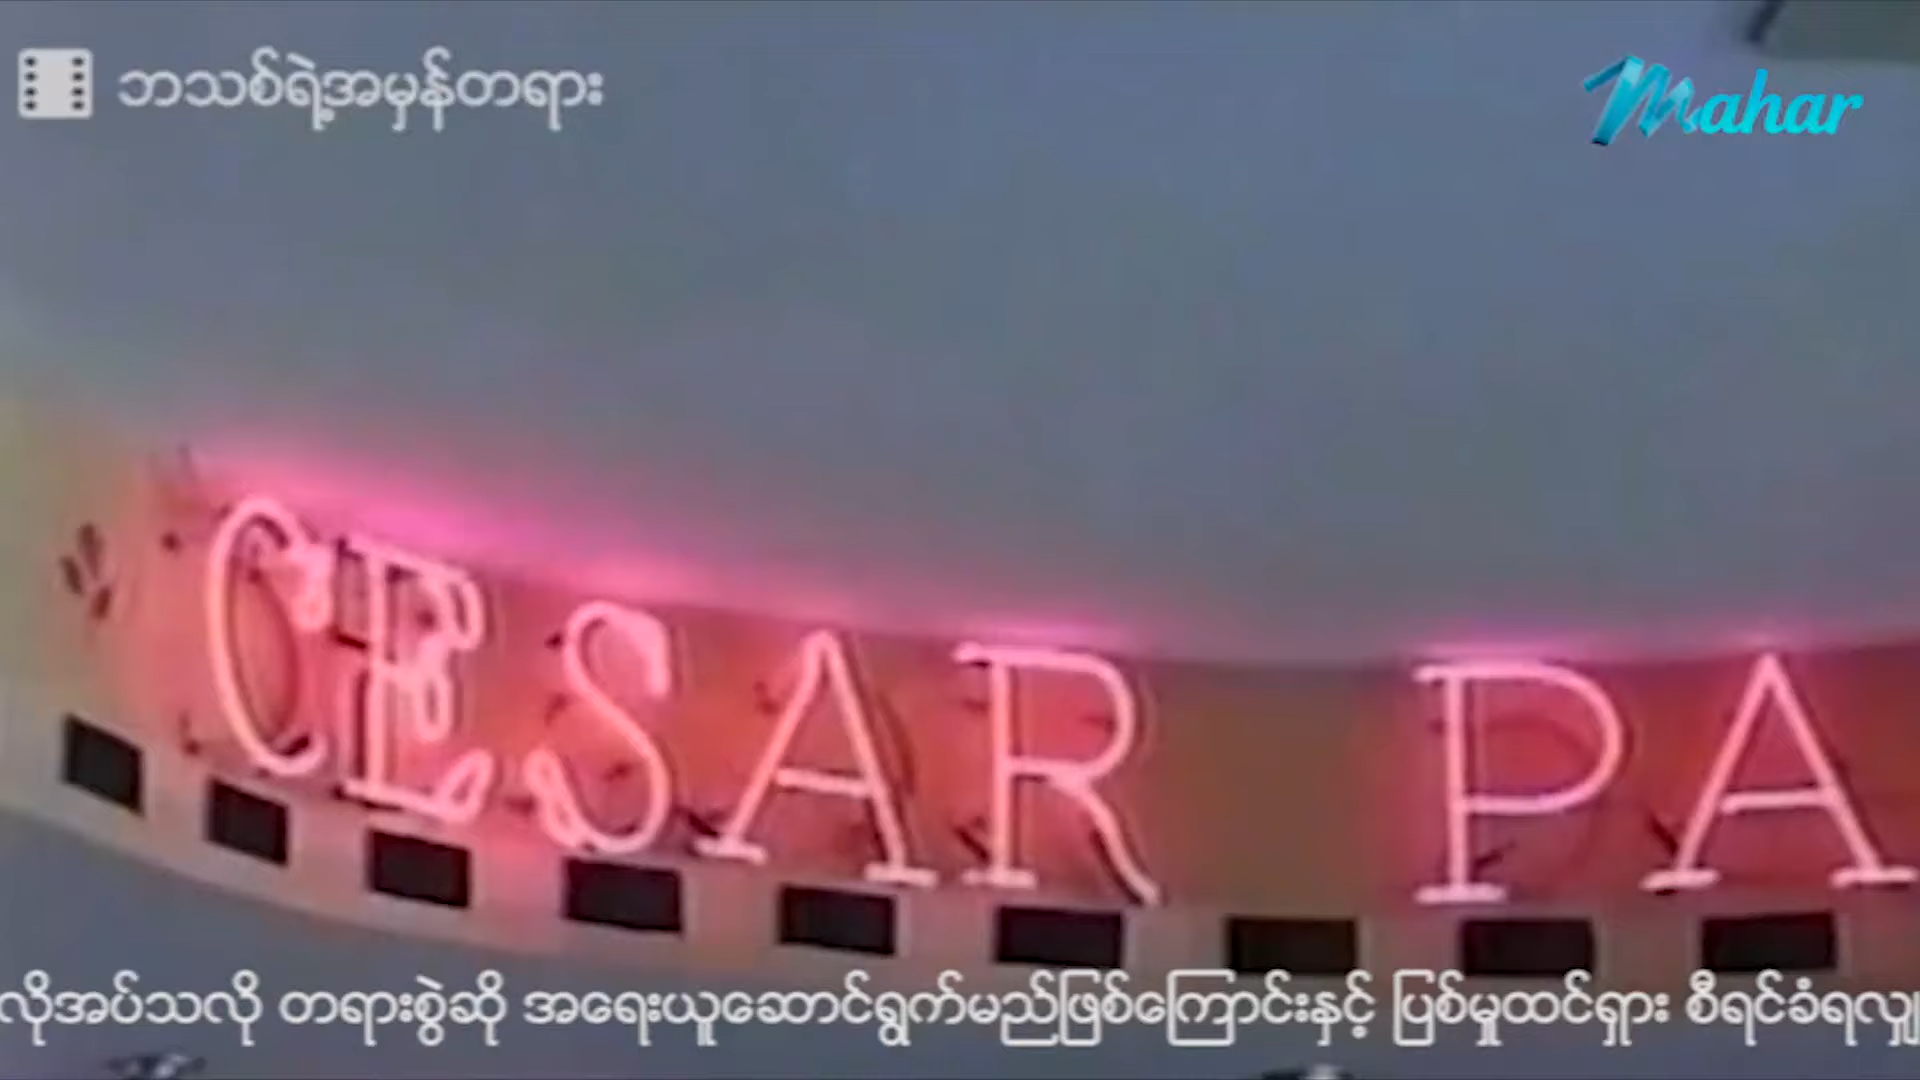 ဘသစ်ရဲ့အမှန်တရား
Mahar
CESAR PA
လိုအပ်သလို တရားစွဲဆို အရေးယူဆောင်ရွက်မည်ဖြစ်ကြောင်းနှင့် ပြစ်မှုထင်ရှား စီရင်ခံရလျှ